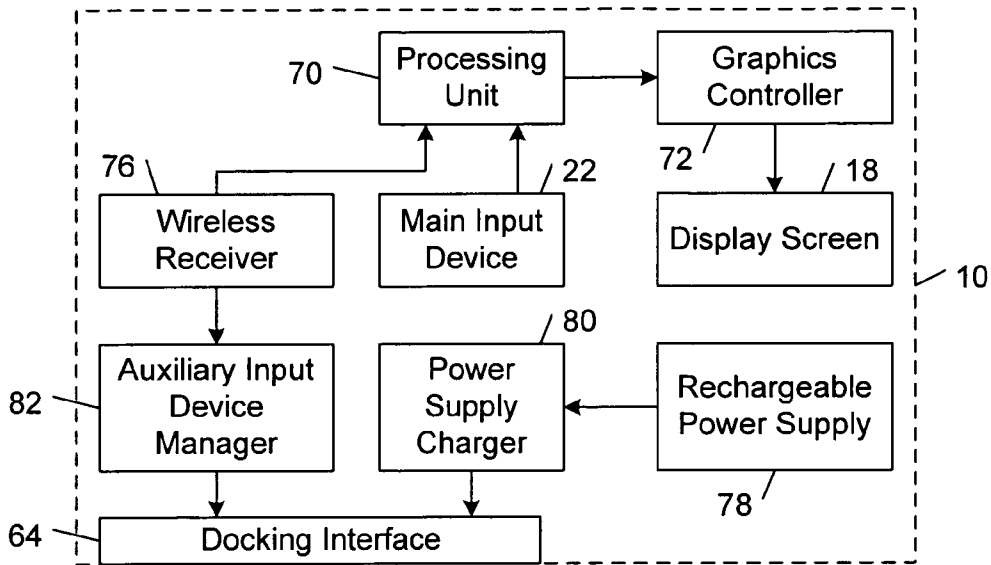 70
Processing
Unit
Graphics
Controller
72
76
Wireless
Receiver
22
Main Input
Device
18
Display Screen
10
82
Auxiliary Input
Device
Manager
80
Power
Supply
Charger
Rechargeable
Power Supply
78
64
Docking Interface